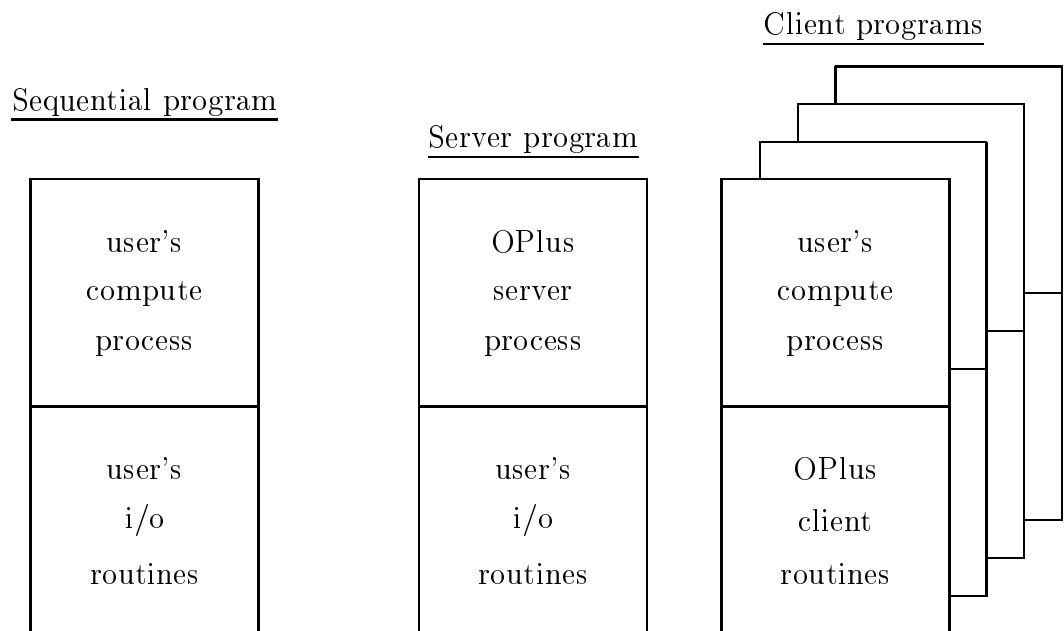 Client programs
Sequential program
Server program
user's
compute
process
user's
i/o
routines
OPlus
server
process
user's
i/o
routines
user's
compute
process
OPlus
client
routines